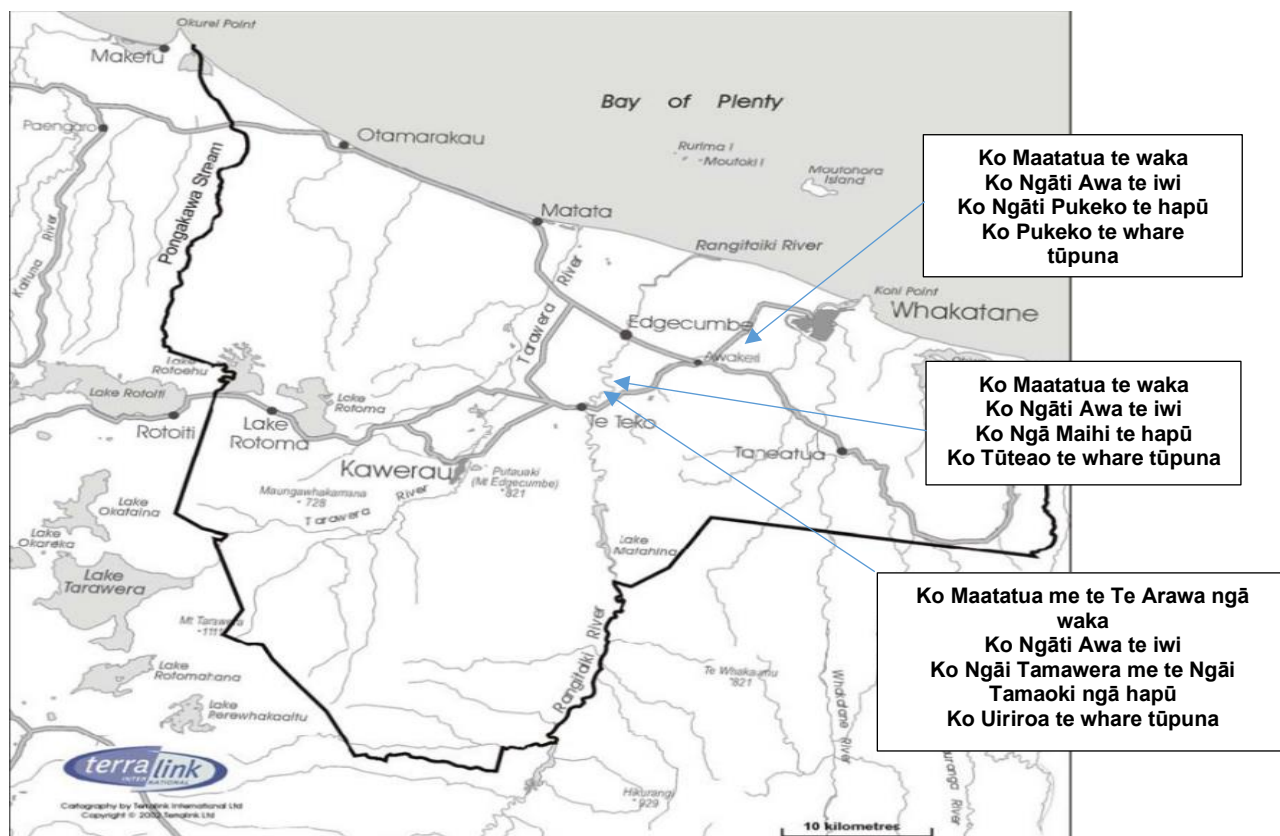 Okurei Point
Maketu
Bay of Plenty
Paengaro
Otamarakau
Rurima I
Moutoki I
Moutohora
Island
Pongakawa Stream
Kaituna River
Matata
Rangitaiki River
Kohi Point
Whakatane
Tarawera River
Edgecumbe
Awakeri
Lake
Rotoehu
Lake Rotoiti
Lake
Rotoma
Rotoiti
Lake
Rotoma
Te Teko
Taneatua
Kawerau
Putauaki
(Mt Edgecumbe)
821
Maungawhakamana
728
Tarawera River
Lake
Okataina
Lake
Okareka
Lake
Tarawera
Lake
Matahina
Mt Tarawera
1111
Lake
Rotomahana
Lake
Rerewhakaaitu
Rangitaiki River
Te Whakaumu
821
Whakatane River
Hikurangi
929
10 kilometres
terralink
INTERNATIONAL
Cartography by Terralink International Ltd
Copyright © 2002 Terralink Ltd
Ko Maatatua te waka
Ko Ngāti Awa te iwi
Ko Ngāti Pukeko te hapū
Ko Pukeko te whare
tūpuna
Ko Maatatua te waka
Ko Ngāti Awa te iwi
Ko Ngā Maihi te hapū
Ko Tūteao te whare tūpuna
Ko Maatatua me te Te Arawa ngā
waka
Ko Ngāti Awa te iwi
Ko Ngāi Tamawera me te Ngāi
Tamaoki ngā hapū
Ko Uiriroa te whare tūpuna
River